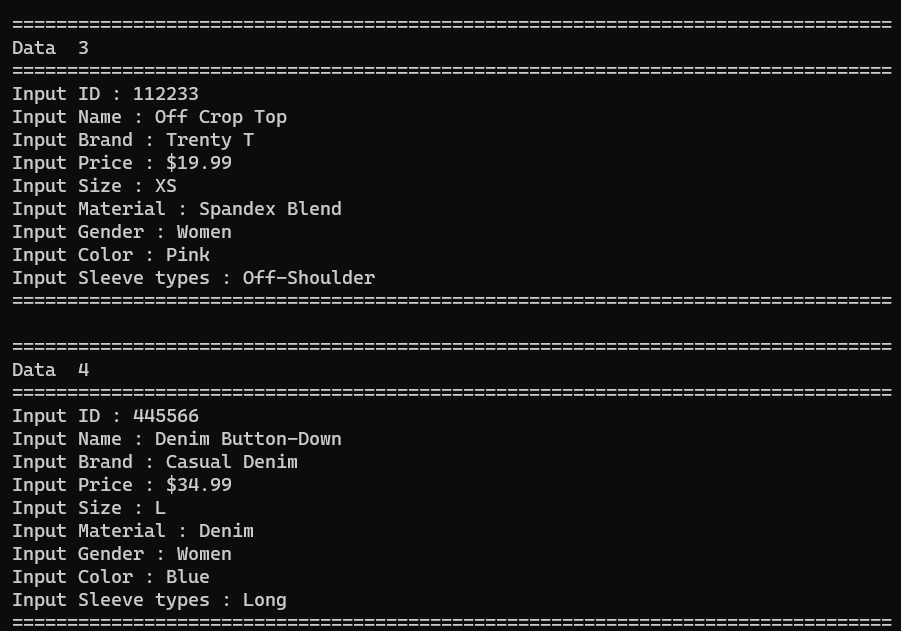 ================================================================================
Data  3
================================================================================
Input ID : 112233
Input Name : Off Crop Top
Input Brand : Trenty T
Input Price : $19.99
Input Size : XS
Input Material : Spandex Blend
Input Gender : Women
Input Color : Pink
Input Sleeve types : Off-Shoulder
================================================================================
================================================================================
Data  4
================================================================================
Input ID : 445566
Input Name : Denim Button-Down
Input Brand : Casual Denim
Input Price : $34.99
Input Size : L
Input Material : Denim
Input Gender : Women
Input Color : Blue
Input Sleeve types : Long
================================================================================